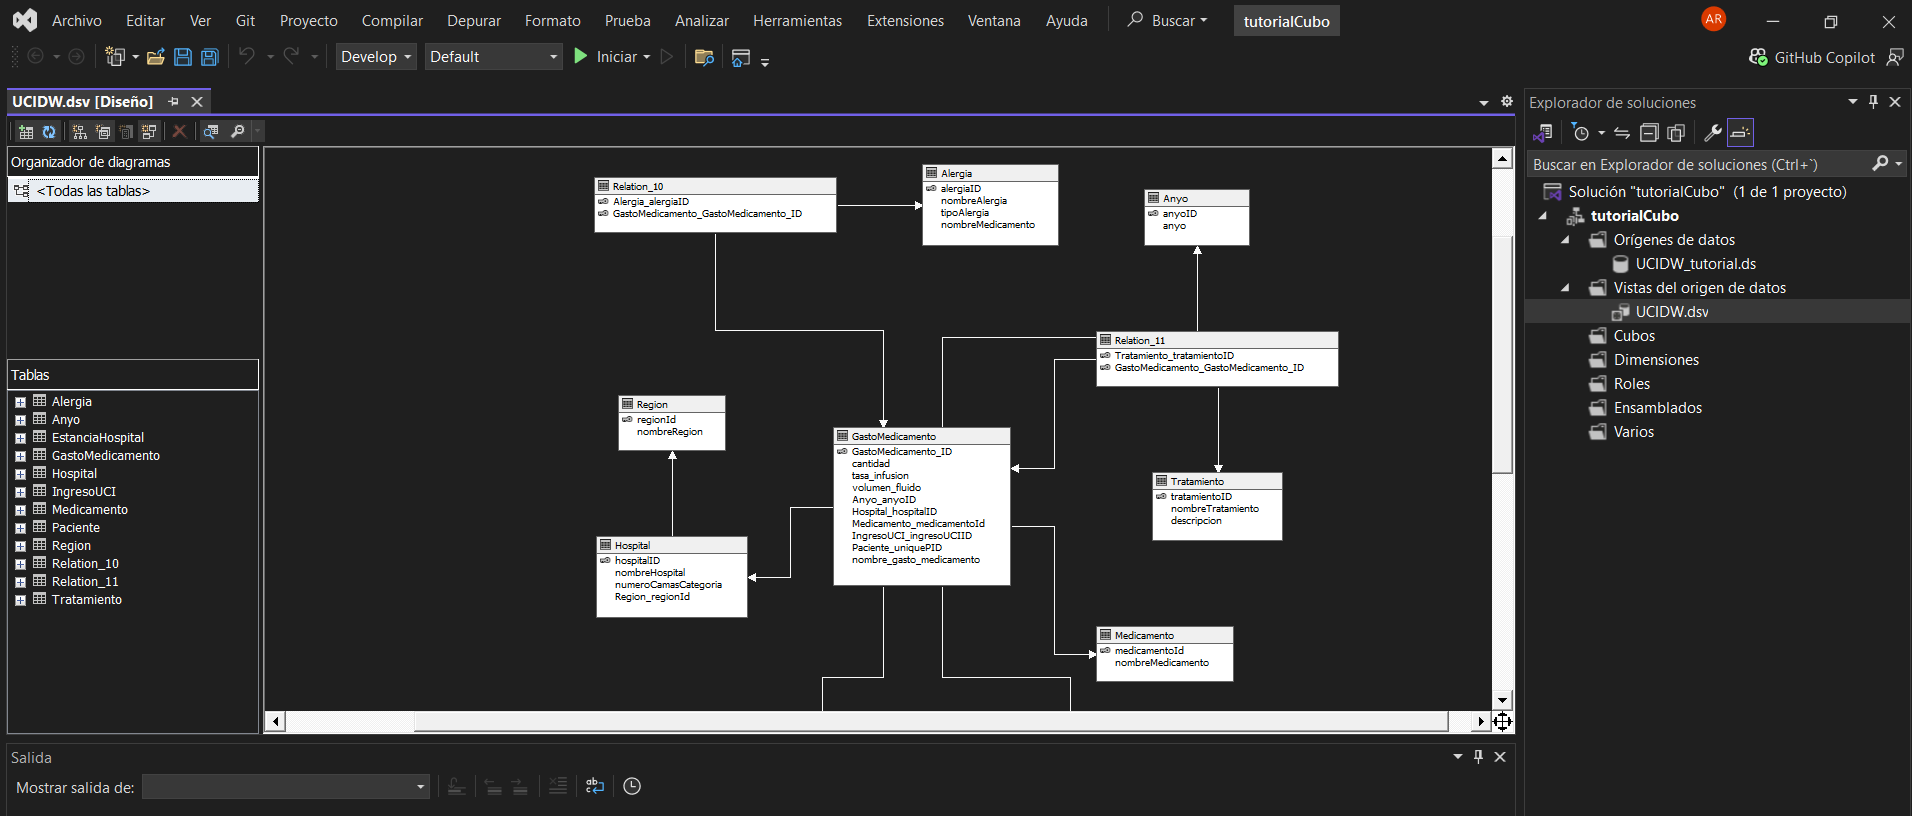 Archivo Editar Ver Git Proyecto Compilar Depurar Formato Prueba Analizar Herramientas Extensiones Ventana Ayuda Buscar tutorialCubo AR
Develop Default Iniciar GitHub Copilot
UCIDW.dsv [Diseño]
Organizador de diagramas
<Todas las tablas>
Tablas
Alergia
Anyo
EstanciaHospital
GastoMedicamento
Hospital
IngresoUCI
Medicamento
Paciente
Region
Relation_10
Relation_11
Tratamiento
Relation_10
Alergia_alergiaID
GastoMedicamento_GastoMedicamento_ID
Alergia
alergiaID
nombreAlergia
tipoAlergia
nombreMedicamento
Anyo
anyoID
anyo
Relation_11
Tratamiento_tratamientoID
GastoMedicamento_GastoMedicamento_ID
Region
regionId
nombreRegion
GastoMedicamento
GastoMedicamento_ID
cantidad
tasa_infusion
volumen_fluido
Anyo_anyoID
Hospital_hospitalID
Medicamento_medicamentoId
IngresoUCI_ingresoUCIID
Paciente_uniquePID
nombre_gasto_medicamento
Tratamiento
tratamientoID
nombreTratamiento
descripcion
Hospital
hospitalID
nombreHospital
numeroCamasCategoria
Region_regionId
Medicamento
medicamentoId
nombreMedicamento
Explorador de soluciones
Buscar en Explorador de soluciones (Ctrl+`)
Solución "tutorialCubo" (1 de 1 proyecto)
tutorialCubo
Orígenes de datos
UCIDW_tutorial.ds
Vistas del origen de datos
UCIDW.dsv
Cubos
Dimensiones
Roles
Ensamblados
Varios
Salida
Mostrar salida de: